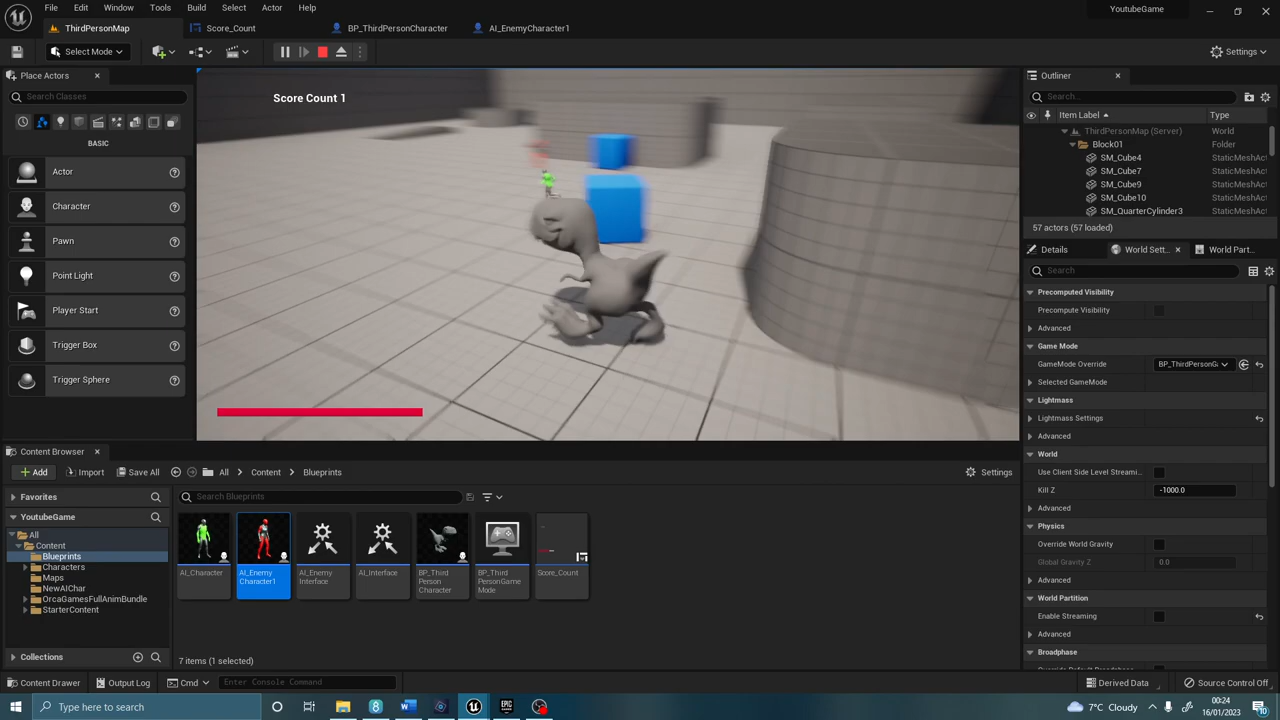 File Edit Window Tools Build Select Actor Help
YoutubeGame
ThirdPersonMap Score_Count BP_ThirdPersonCharacter AI_EnemyCharacter1
Select Mode
Settings
Place Actors
Search Classes
BASIC
Actor
Character
Pawn
Point Light
Player Start
Trigger Box
Trigger Sphere
Score Count 1
Outliner
Search...
Item Label Type
ThirdPersonMap (Server) World
Block01 Folder
SM_Cube4 StaticMeshAct
SM_Cube7 StaticMeshAct
SM_Cube9 StaticMeshAct
SM_Cube10 StaticMeshAct
SM_QuarterCylinder3 StaticMeshAct
57 actors (57 loaded)
Details World Sett... World Part...
Search
Precomputed Visibility
Precompute Visibility
Advanced
Game Mode
GameMode Override BP_ThirdPersonGa
Selected GameMode
Lightmass
Lightmass Settings
Advanced
World
Use Client Side Level Streami...
Kill Z -1000.0
Advanced
Physics
Override World Gravity
Global Gravity Z 0.0
Advanced
World Partition
Enable Streaming
Advanced
Broadphase
Content Browser
Add Import Save All All Content Blueprints Settings
Favorites
YoutubeGame
All
Content
Blueprints
Characters
Maps
NewAIChar
OrcaGamesFullAnimBundle
StarterContent
Collections
Search Blueprints
AI_Character
AI_Enemy
Character1
AI_Enemy
Interface
AI_Interface
BP_Third
Person
Character
BP_Third
PersonGame
Mode
Score_Count
7 items (1 selected)
Content Drawer Output Log Cmd Enter Console Command Derived Data Source Control Off
Type here to search
7°C Cloudy
00:24
16/01/2023